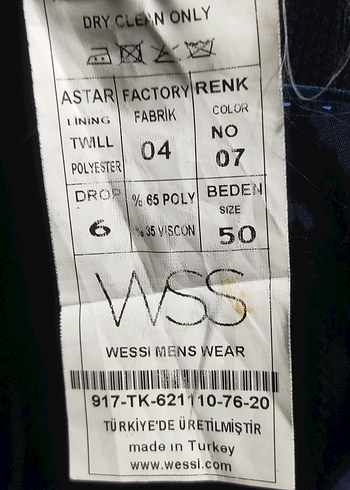 DRY CLEAN ONLY
ASTAR FACTORY RENK
LINING FABRİK COLOR
TWILL 04 NO
POLYESTER 07
DROP % 65 POLY BEDEN
6 % 35 VISCON SIZE
50
WSS
WESSI MENS WEAR
917-TK-621110-76-20
TÜRKİYE'DE ÜRETİLMİŞTİR
made in Turkey
www.wessi.com